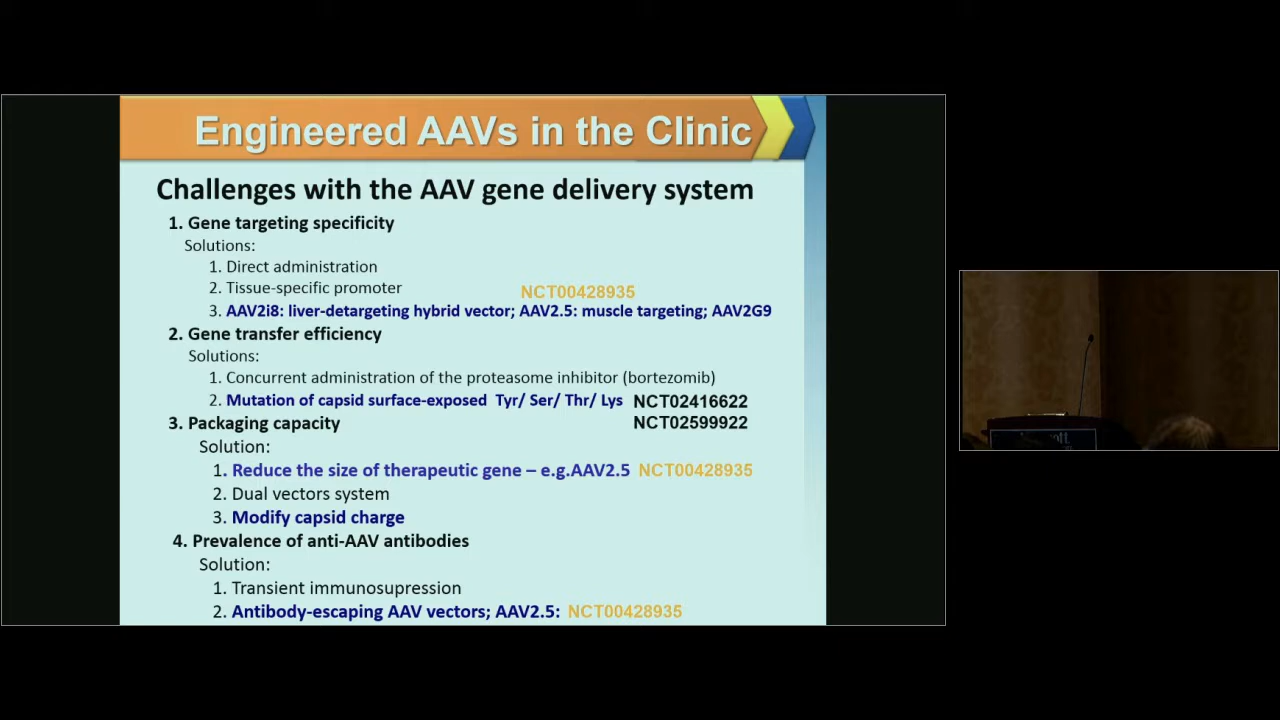 Engineered AAVs in the Clinic
Challenges with the AAV gene delivery system
1. Gene targeting specificity
Solutions:
1. Direct administration
2. Tissue-specific promoter
NCT00428935
3. AAV2i8: liver-detargeting hybrid vector; AAV2.5: muscle targeting; AAV2G9
2. Gene transfer efficiency
Solutions:
1. Concurrent administration of the proteasome inhibitor (bortezomib)
2. Mutation of capsid surface-exposed Tyr/ Ser/ Thr/ Lys NCT02416622
3. Packaging capacity NCT02599922
Solution:
1. Reduce the size of therapeutic gene – e.g.AAV2.5 NCT00428935
2. Dual vectors system
3. Modify capsid charge
4. Prevalence of anti-AAV antibodies
Solution:
1. Transient immunosupression
2. Antibody-escaping AAV vectors; AAV2.5: NCT00428935